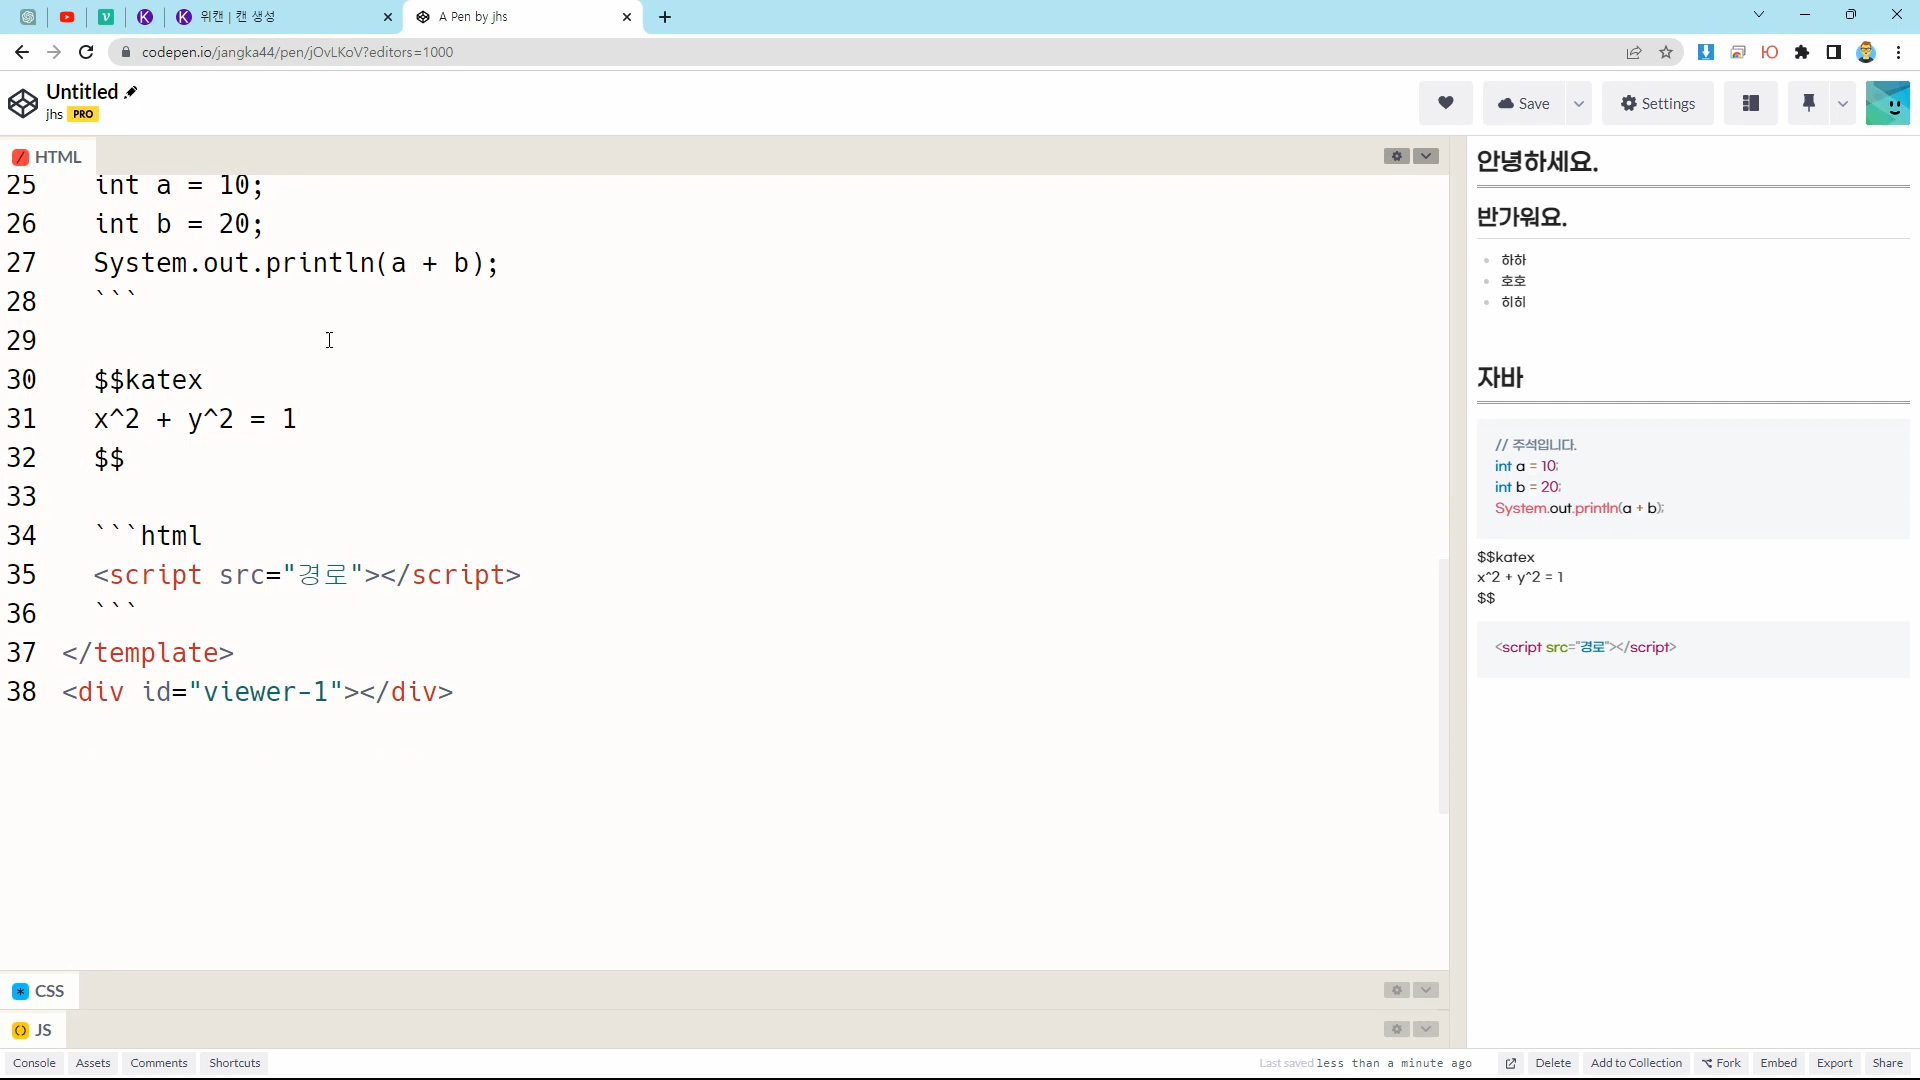 위캔 | 캔 생성
A Pen by jhs
codepen.io/jangka44/pen/jOvLKoV?editors=1000
Untitled
jhs PRO
Save
Settings
HTML
25 int a = 10;
26 int b = 20;
27 System.out.println(a + b);
28 ```
29
30 $$katex
31 x^2 + y^2 = 1
32 $$
33
34 ```html
35 <script src="경로"></script>
36 ```
37 </template>
38 <div id="viewer-1"></div>
안녕하세요.
반가워요.
하하
호호
히히
자바
// 주석입니다.
int a = 10;
int b = 20;
System.out.println(a + b);
$$katex
x^2 + y^2 = 1
$$
<script src="경로"></script>
CSS
JS
Console Assets Comments Shortcuts
Last saved less than a minute ago
Delete Add to Collection Fork Embed Export Share